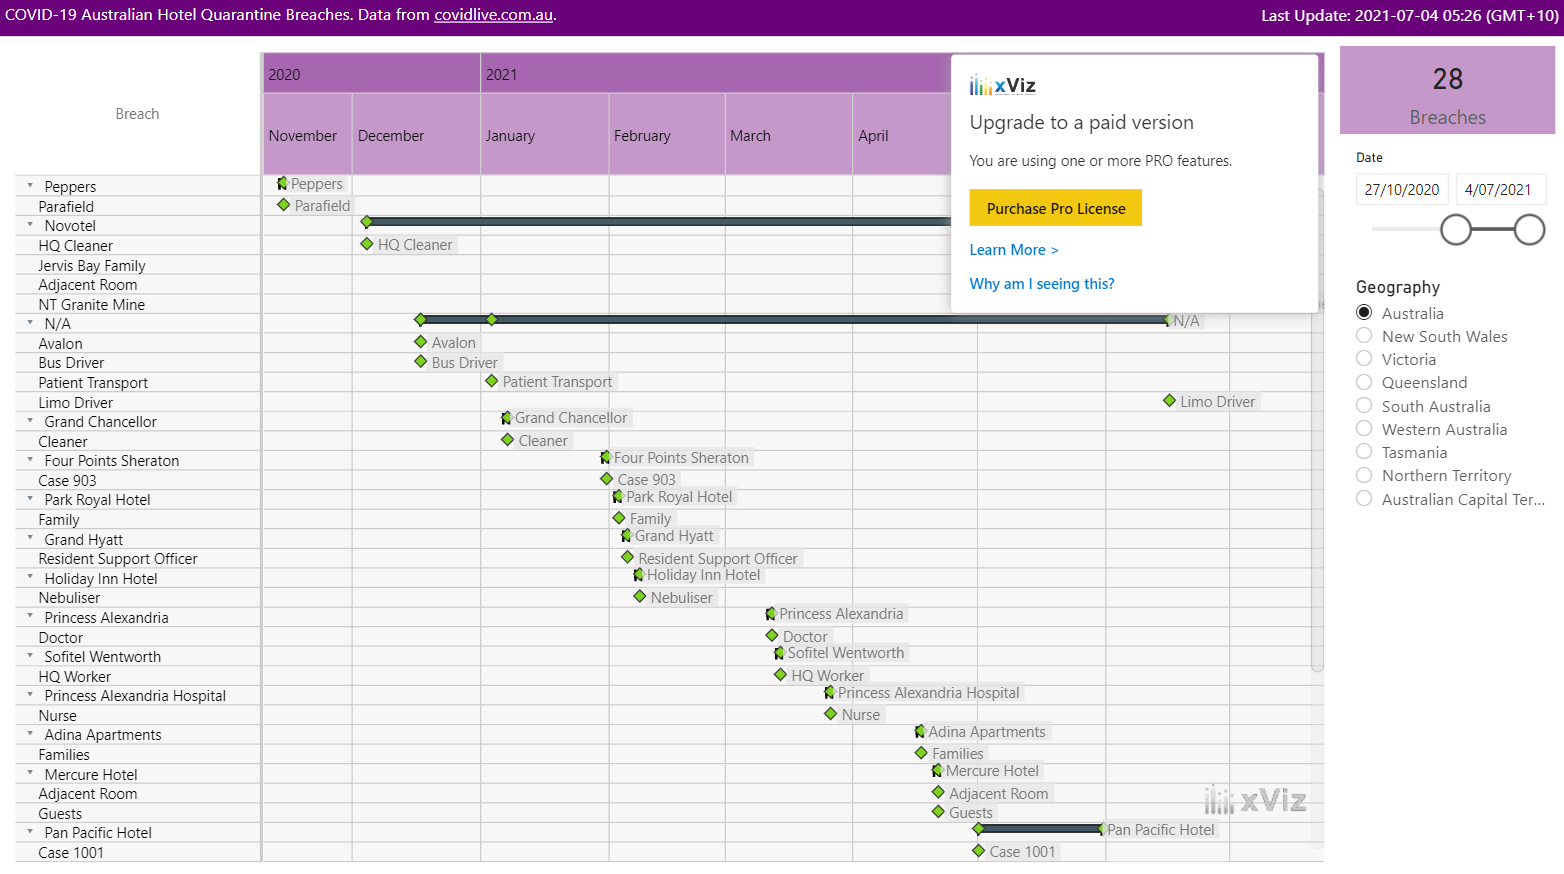 COVID-19 Australian Hotel Quarantine Breaches. Data from covidlive.com.au.
Last Update: 2021-07-04 05:26 (GMT+10)
Breach
2020
2021
November
December
January
February
March
April
xViz
Upgrade to a paid version
You are using one or more PRO features.
Purchase Pro License
Learn More >
Why am I seeing this?
28
Breaches
Date
27/10/2020
4/07/2021
Geography
Australia
New South Wales
Victoria
Queensland
South Australia
Western Australia
Tasmania
Northern Territory
Australian Capital Ter...
Peppers
Peppers
Parafield
Parafield
Novotel
HQ Cleaner
HQ Cleaner
Jervis Bay Family
Adjacent Room
NT Granite Mine
N/A
N/A
Avalon
Avalon
Bus Driver
Bus Driver
Patient Transport
Patient Transport
Limo Driver
Limo Driver
Grand Chancellor
Grand Chancellor
Cleaner
Cleaner
Four Points Sheraton
Four Points Sheraton
Case 903
Case 903
Park Royal Hotel
Park Royal Hotel
Family
Family
Grand Hyatt
Grand Hyatt
Resident Support Officer
Resident Support Officer
Holiday Inn Hotel
Holiday Inn Hotel
Nebuliser
Nebuliser
Princess Alexandria
Princess Alexandria
Doctor
Doctor
Sofitel Wentworth
Sofitel Wentworth
HQ Worker
HQ Worker
Princess Alexandria Hospital
Princess Alexandria Hospital
Nurse
Nurse
Adina Apartments
Adina Apartments
Families
Families
Mercure Hotel
Mercure Hotel
Adjacent Room
Adjacent Room
Guests
Guests
Pan Pacific Hotel
Pan Pacific Hotel
Case 1001
Case 1001
xViz